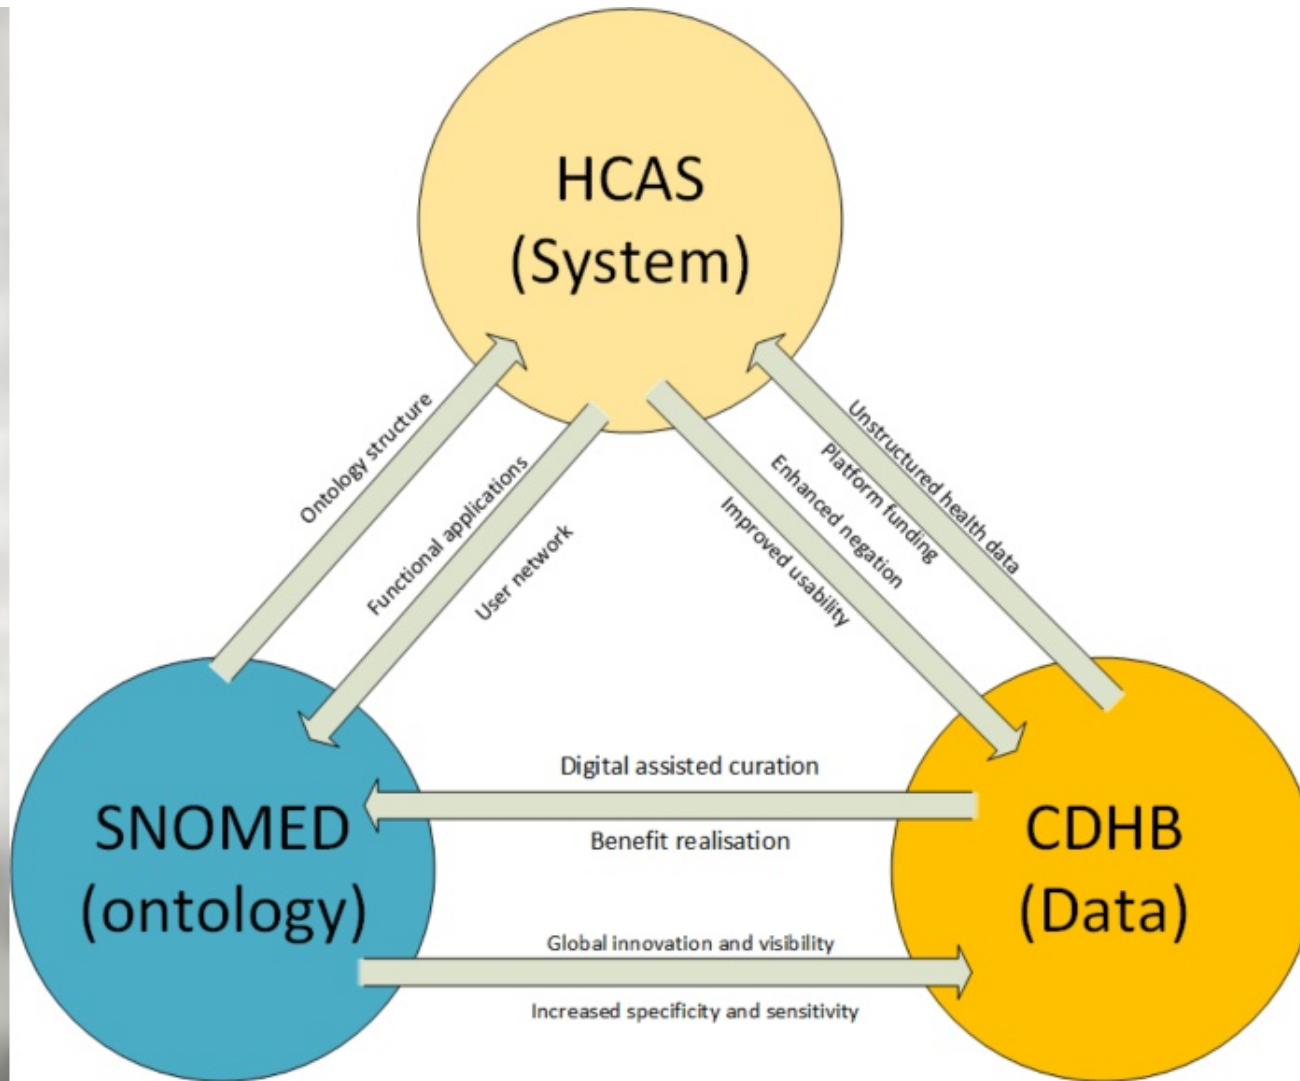 HCAS
(System)
Ontology structure
Functional applications
User network
Unstructured health data
Platform funding
Enhanced negation
Improved usability
Digital assisted curation
Benefit realisation
SNOMED
(ontology)
CDHB
(Data)
Global innovation and visibility
Increased specificity and sensitivity